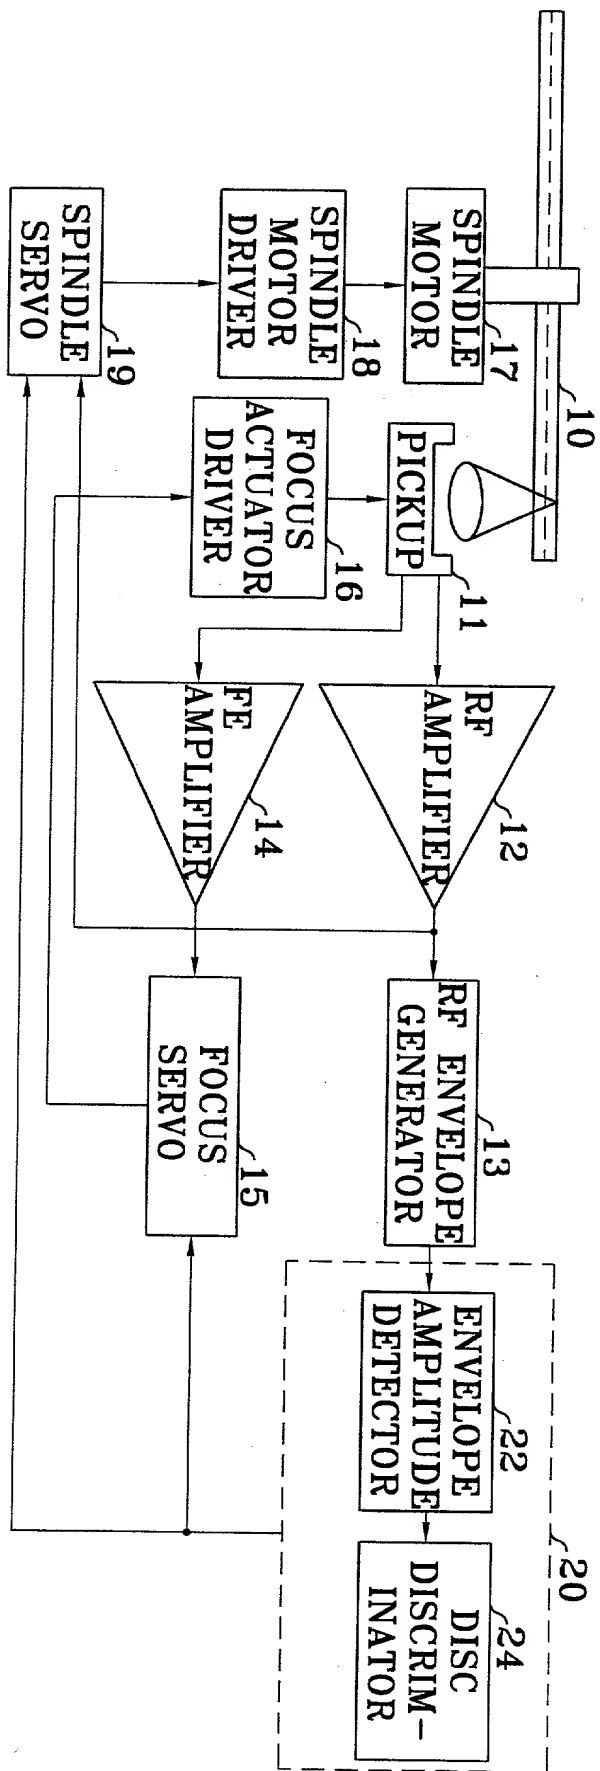 10
SPINDLE
MOTOR
17
SPINDLE
MOTOR
DRIVER
18
SPINDLE
SERVO
19
PICKUP
11
FOCUS
ACTUATOR
DRIVER
16
RF
AMPLIFIER
12
FE
AMPLIFIER
14
RF ENVELOPE
GENERATOR
13
FOCUS
SERVO
15
ENVELOPE
AMPLITUDE
DETECTOR
22
DISC
DISCRIM-
INATOR
24
20